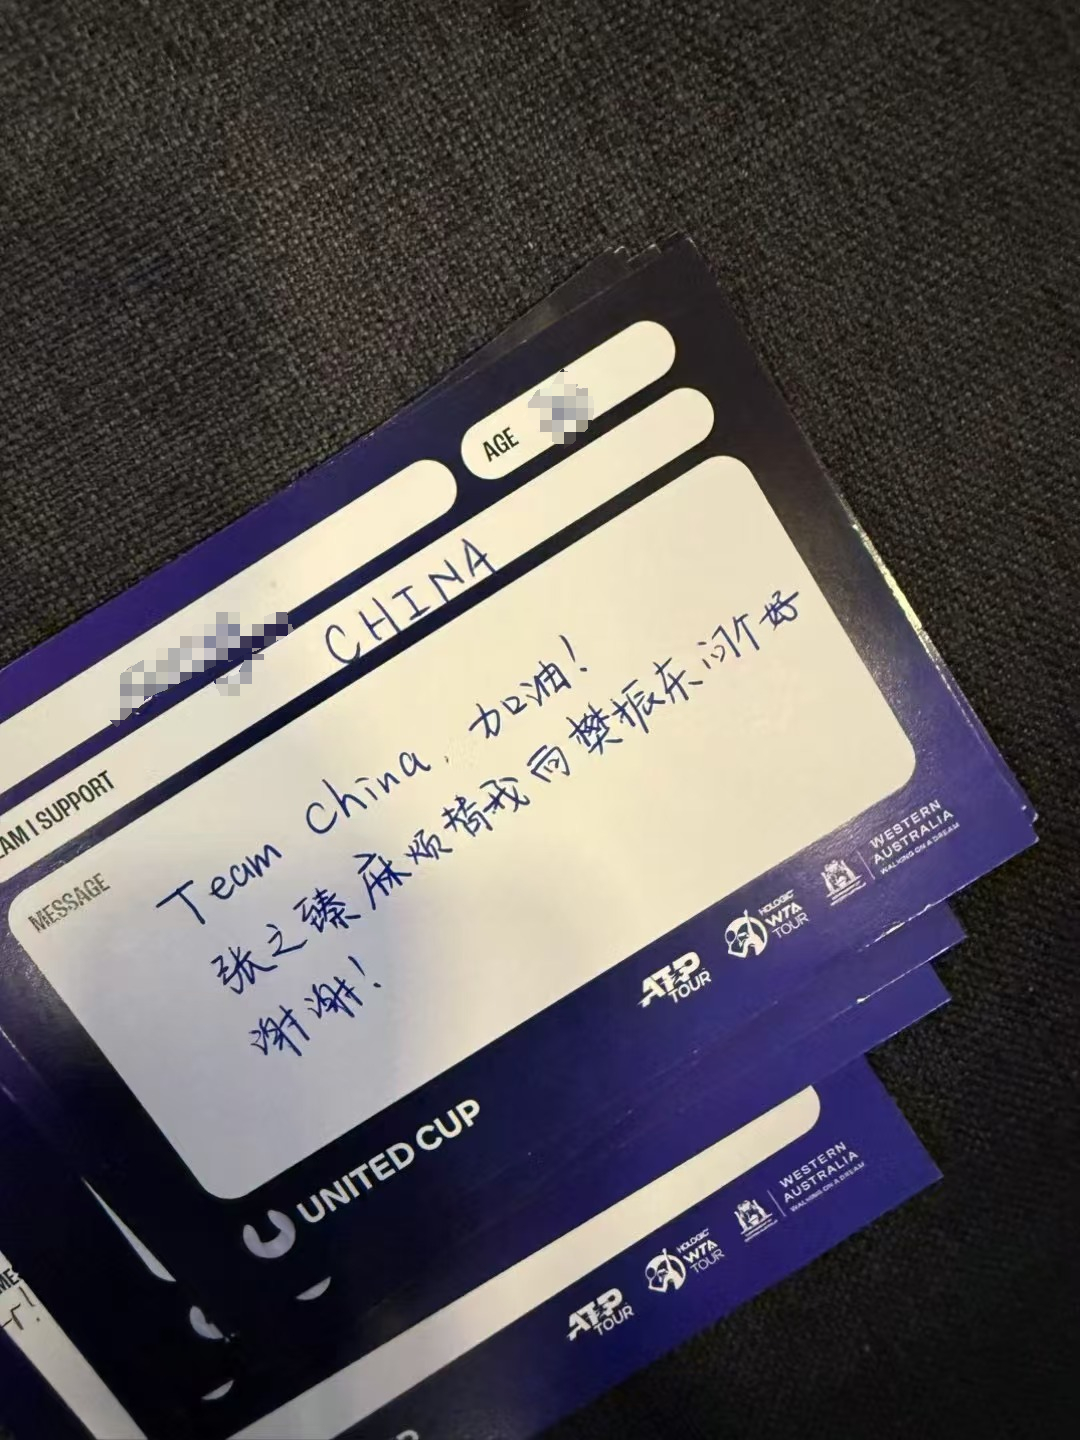 AGE
CHINA
EAM I SUPPORT
MESSAGE
Team China. 加油!
张之臻麻烦替我向樊振东问个好
谢谢!
ATP TOUR
HOLOGIC WTA TOUR
WESTERN AUSTRALIA
WALKING ON A DREAM
UNITED CUP
ATP TOUR
HOLOGIC WTA TOUR
WESTERN AUSTRALIA
WALKING ON A DREAM